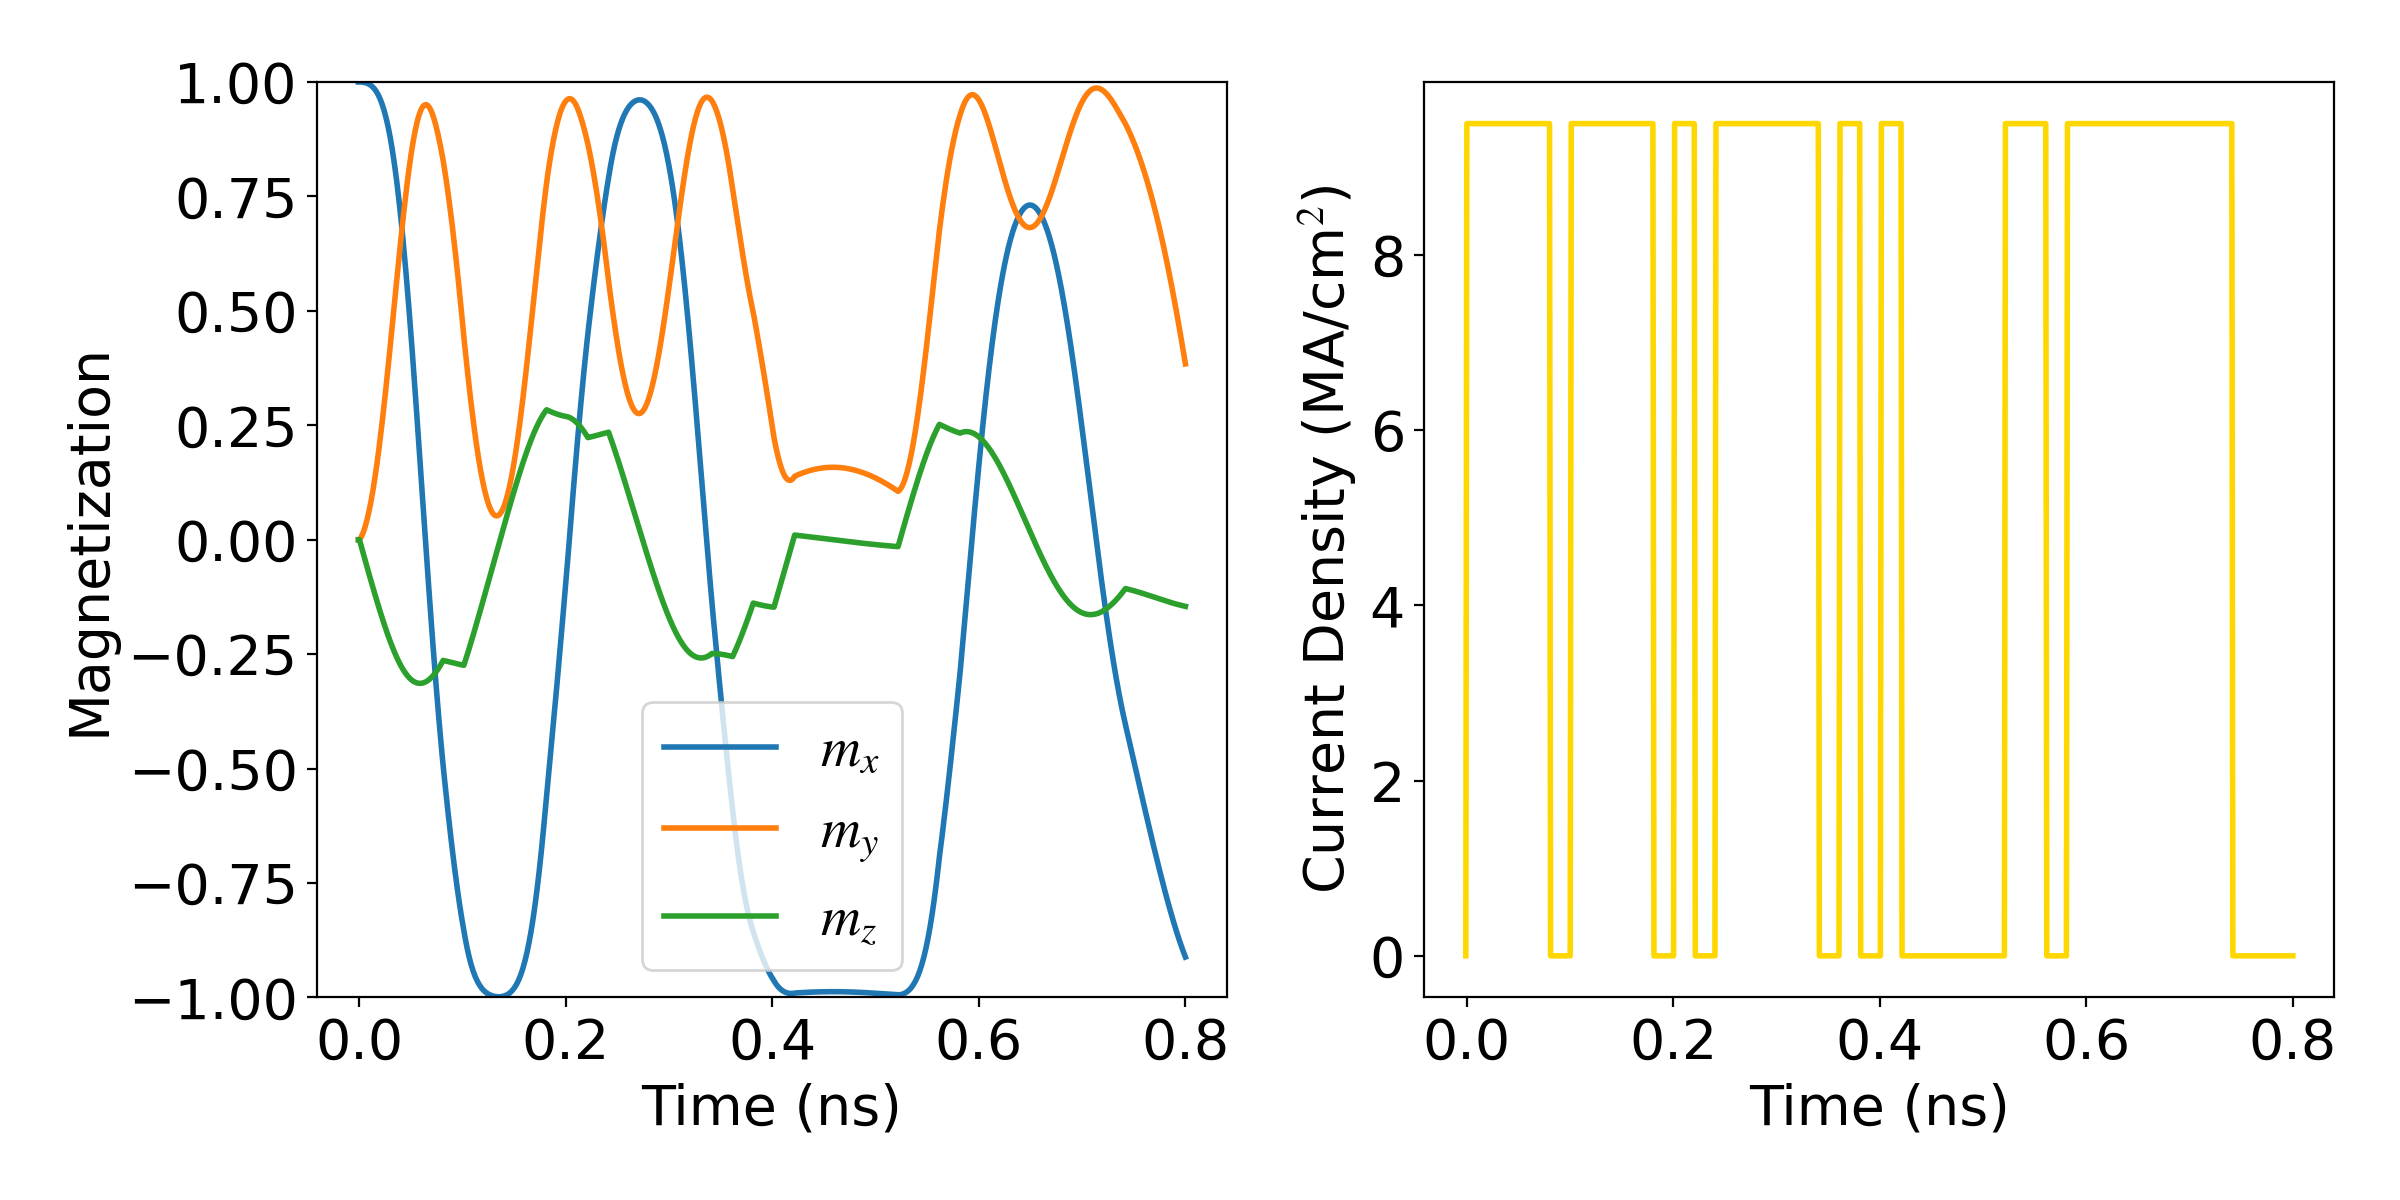 1.00
0.75
0.50
0.25
0.00
−0.25
−0.50
−0.75
−1.00
Magnetization
0.0 0.2 0.4 0.6 0.8
Time (ns)
m_x
m_y
m_z
8
6
4
2
0
Current Density (MA/cm²)
0.0 0.2 0.4 0.6 0.8
Time (ns)